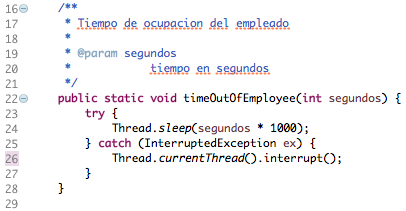 16 /**
17 * Tiempo de ocupacion del empleado
18 *
19 * @param segundos
20 * tiempo en segundos
21 */
22 public static void timeOutOfEmployee(int segundos) {
23 try {
24 Thread.sleep(segundos * 1000);
25 } catch (InterruptedException ex) {
26 Thread.currentThread().interrupt();
27 }
28 }
29